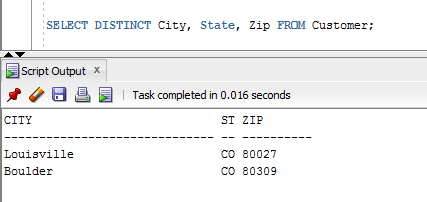 SELECT DISTINCT City, State, Zip FROM Customer;
Script Output x
Task completed in 0.016 seconds
CITY ST ZIP
------------------------------ -- ----------
Louisville CO 80027
Boulder CO 80309